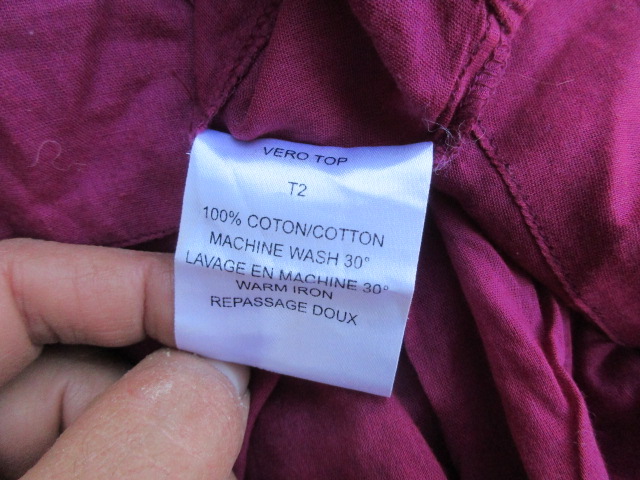 VERO TOP
T2
100% COTON/COTTON
MACHINE WASH 30°
LAVAGE EN MACHINE 30°
WARM IRON
REPASSAGE DOUX